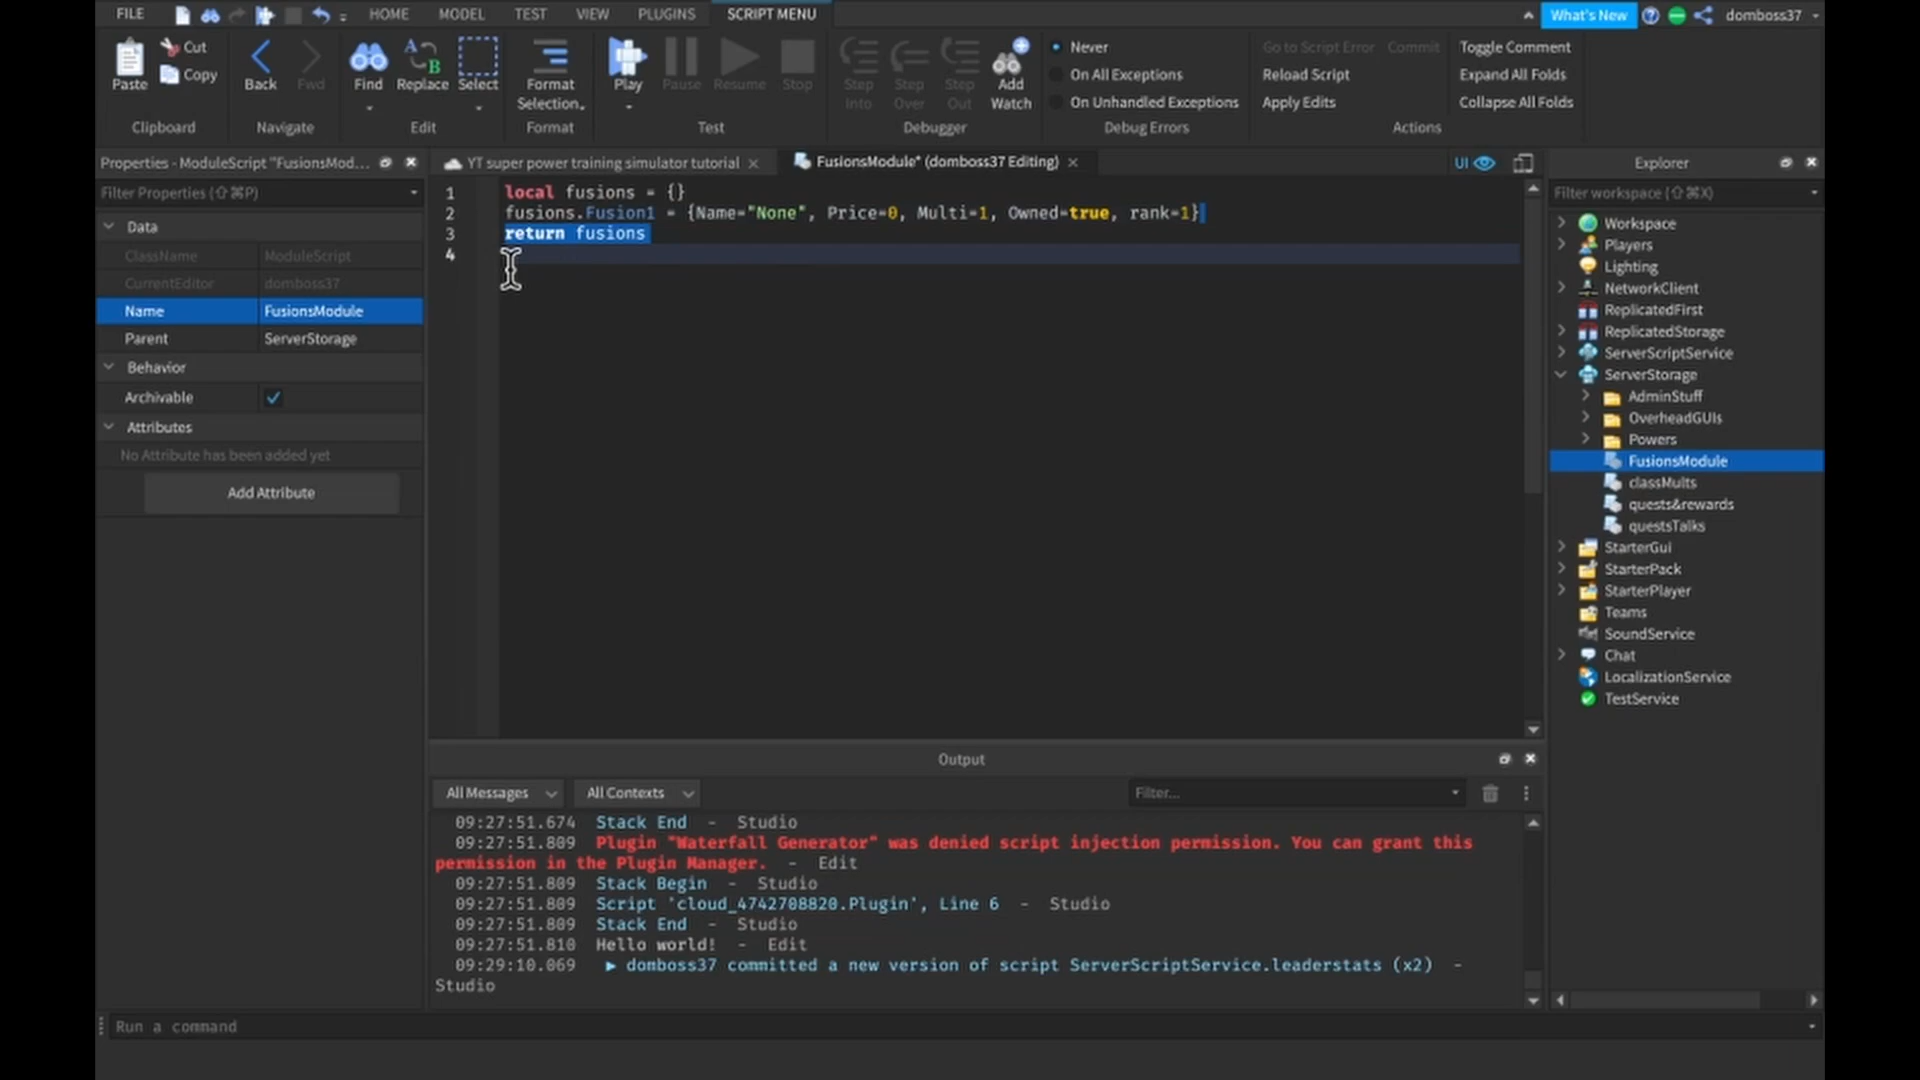 FILE HOME MODEL TEST VIEW PLUGINS SCRIPT MENU What's New domboss37
Paste Cut Copy
Clipboard
Back Fwd
Navigate
Find Replace Select
Edit
Format Selection
Format
Play Pause Resume Stop
Test
Step Into Step Over Step Out Add Watch
Debugger
Never
On All Exceptions
On Unhandled Exceptions
Debug Errors
Go to Script Error Commit
Reload Script
Apply Edits
Toggle Comment
Expand All Folds
Collapse All Folds
Actions
Properties - ModuleScript "FusionsMod...
Filter Properties (⇧⌘P)
Data
ClassName ModuleScript
CurrentEditor domboss37
Name FusionsModule
Parent ServerStorage
Behavior
Archivable
Attributes
No Attribute has been added yet
Add Attribute
YT super power training simulator tutorial
FusionsModule* (domboss37 Editing)
UI
1 local fusions = {}
2 fusions.Fusion1 = {Name="None", Price=0, Multi=1, Owned=true, rank=1}
3 return fusions
4
Explorer
Filter workspace (⇧⌘X)
Workspace
Players
Lighting
NetworkClient
ReplicatedFirst
ReplicatedStorage
ServerScriptService
ServerStorage
AdminStuff
OverheadGUIs
Powers
FusionsModule
classMults
quests&rewards
questsTalks
StarterGui
StarterPack
StarterPlayer
Teams
SoundService
Chat
LocalizationService
TestService
Output
All Messages All Contexts Filter...
09:27:51.674 Stack End - Studio
09:27:51.809 Plugin "Waterfall Generator" was denied script injection permission. You can grant this
permission in the Plugin Manager. - Edit
09:27:51.809 Stack Begin - Studio
09:27:51.809 Script 'cloud_4742708820.Plugin', Line 6 - Studio
09:27:51.809 Stack End - Studio
09:27:51.810 Hello world! - Edit
09:29:10.069 ▶ domboss37 committed a new version of script ServerScriptService.leaderstats (x2) -
Studio
Run a command